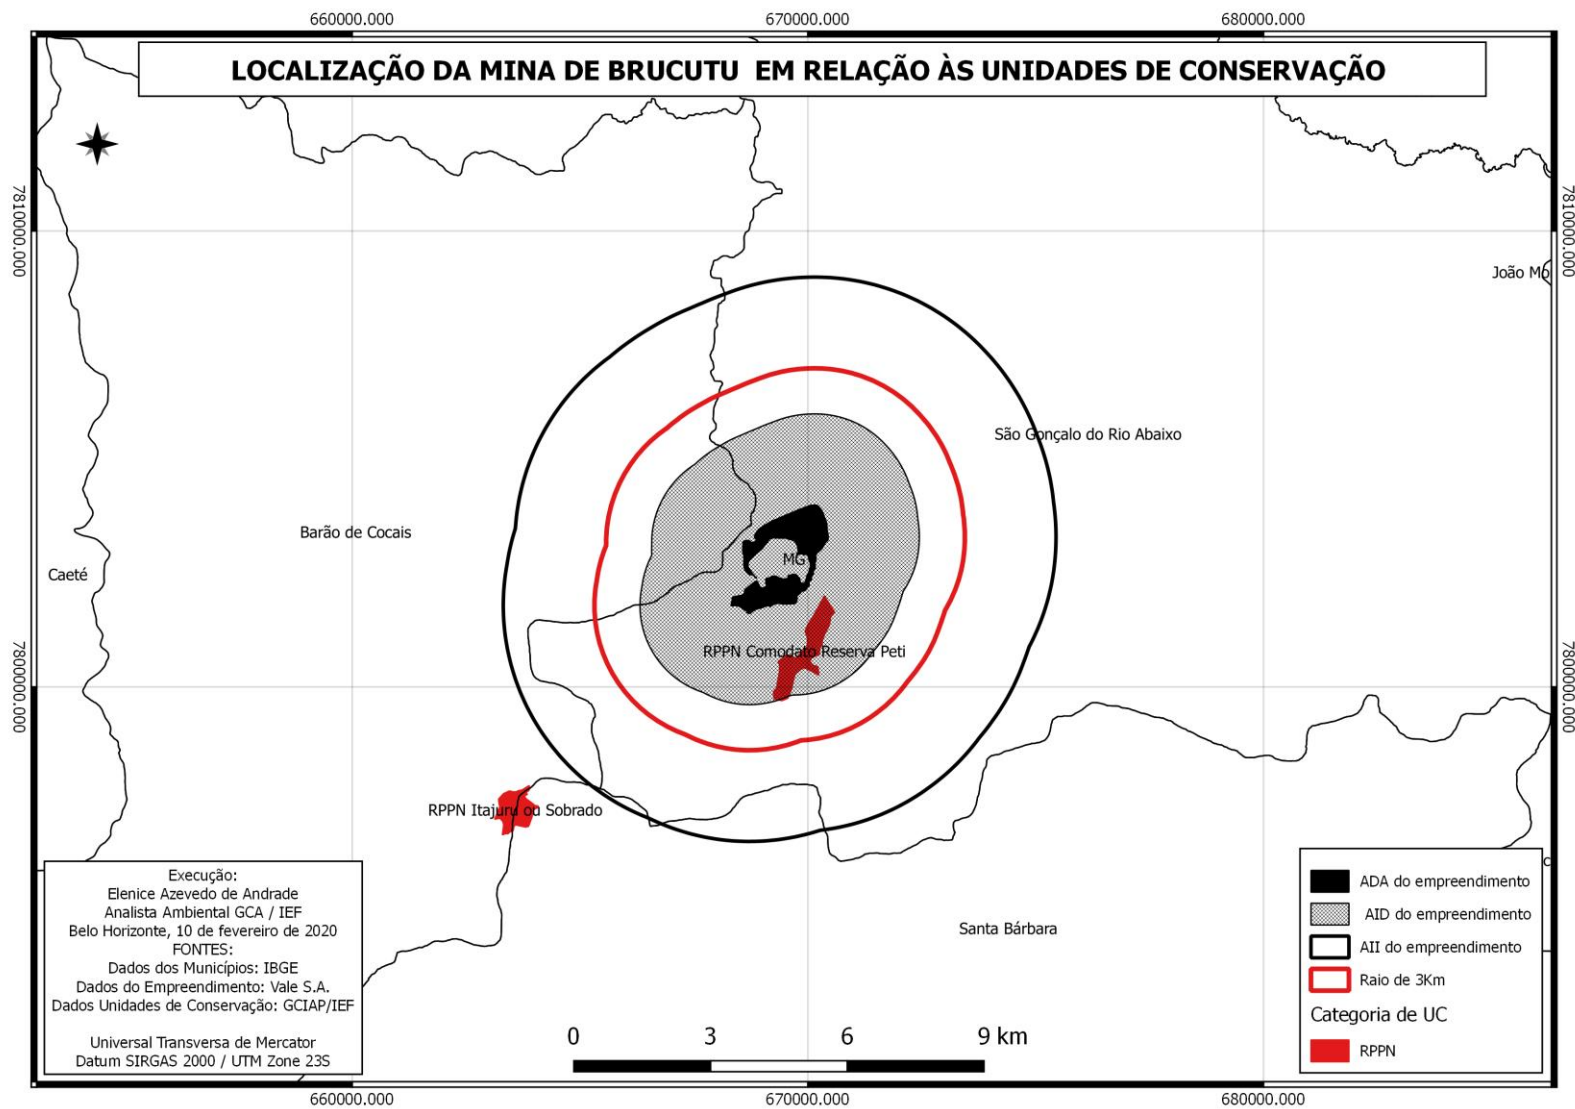 660000.000
670000.000
680000.000
LOCALIZAÇÃO DA MINA DE BRUCUTU EM RELAÇÃO ÀS UNIDADES DE CONSERVAÇÃO
7810000.000
7810000.000
João Mo
São Gonçalo do Rio Abaixo
Barão de Cocais
Caeté
MG
RPPN Comodato Reserva Peti
7800000.000
7800000.000
RPPN Itajuru ou Sobrado
Santa Bárbara
Execução:
Elenice Azevedo de Andrade
Analista Ambiental GCA / IEF
Belo Horizonte, 10 de fevereiro de 2020
FONTES:
Dados dos Municípios: IBGE
Dados do Empreendimento: Vale S.A.
Dados Unidades de Conservação: GCIAP/IEF
Universal Transversa de Mercator
Datum SIRGAS 2000 / UTM Zone 23S
0 3 6 9 km
ADA do empreendimento
AID do empreendimento
AII do empreendimento
Raio de 3Km
Categoria de UC
RPPN
660000.000
670000.000
680000.000